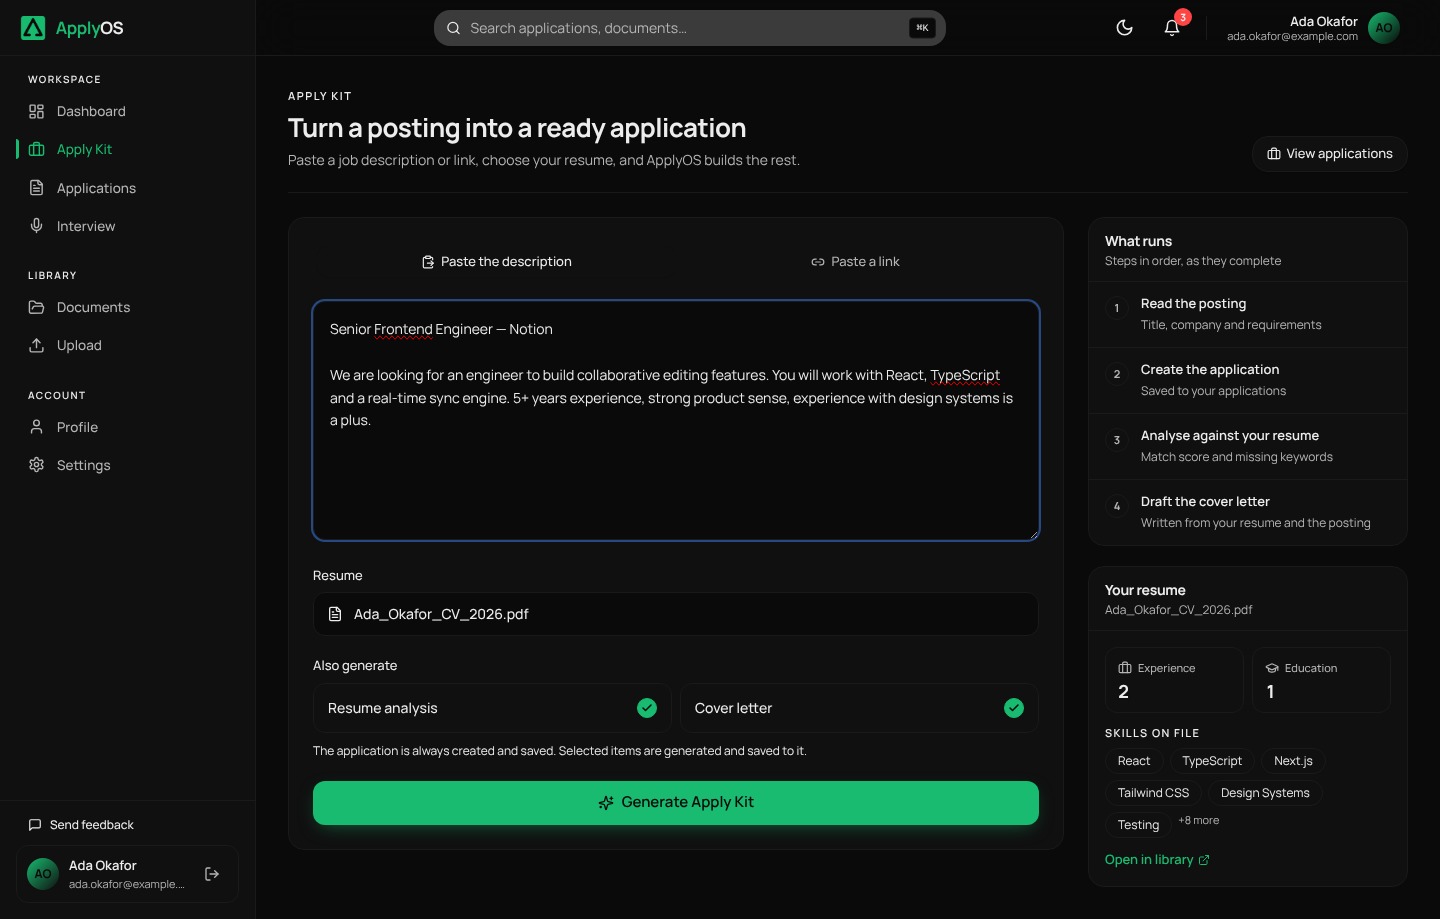 ApplyOS
Search applications, documents...
⌘K
3
Ada Okafor
ada.okafor@example.com
AO
WORKSPACE
Dashboard
Apply Kit
Applications
Interview
LIBRARY
Documents
Upload
ACCOUNT
Profile
Settings
Send feedback
AO
Ada Okafor
ada.okafor@example....
APPLY KIT
Turn a posting into a ready application
Paste a job description or link, choose your resume, and ApplyOS builds the rest.
View applications
Paste the description
Paste a link
Senior Frontend Engineer — Notion
We are looking for an engineer to build collaborative editing features. You will work with React, TypeScript
and a real-time sync engine. 5+ years experience, strong product sense, experience with design systems is
a plus.
Resume
Ada_Okafor_CV_2026.pdf
Also generate
Resume analysis
Cover letter
The application is always created and saved. Selected items are generated and saved to it.
Generate Apply Kit
What runs
Steps in order, as they complete
1
Read the posting
Title, company and requirements
2
Create the application
Saved to your applications
3
Analyse against your resume
Match score and missing keywords
4
Draft the cover letter
Written from your resume and the posting
Your resume
Ada_Okafor_CV_2026.pdf
Experience
2
Education
1
SKILLS ON FILE
React
TypeScript
Next.js
Tailwind CSS
Design Systems
Testing
+8 more
Open in library